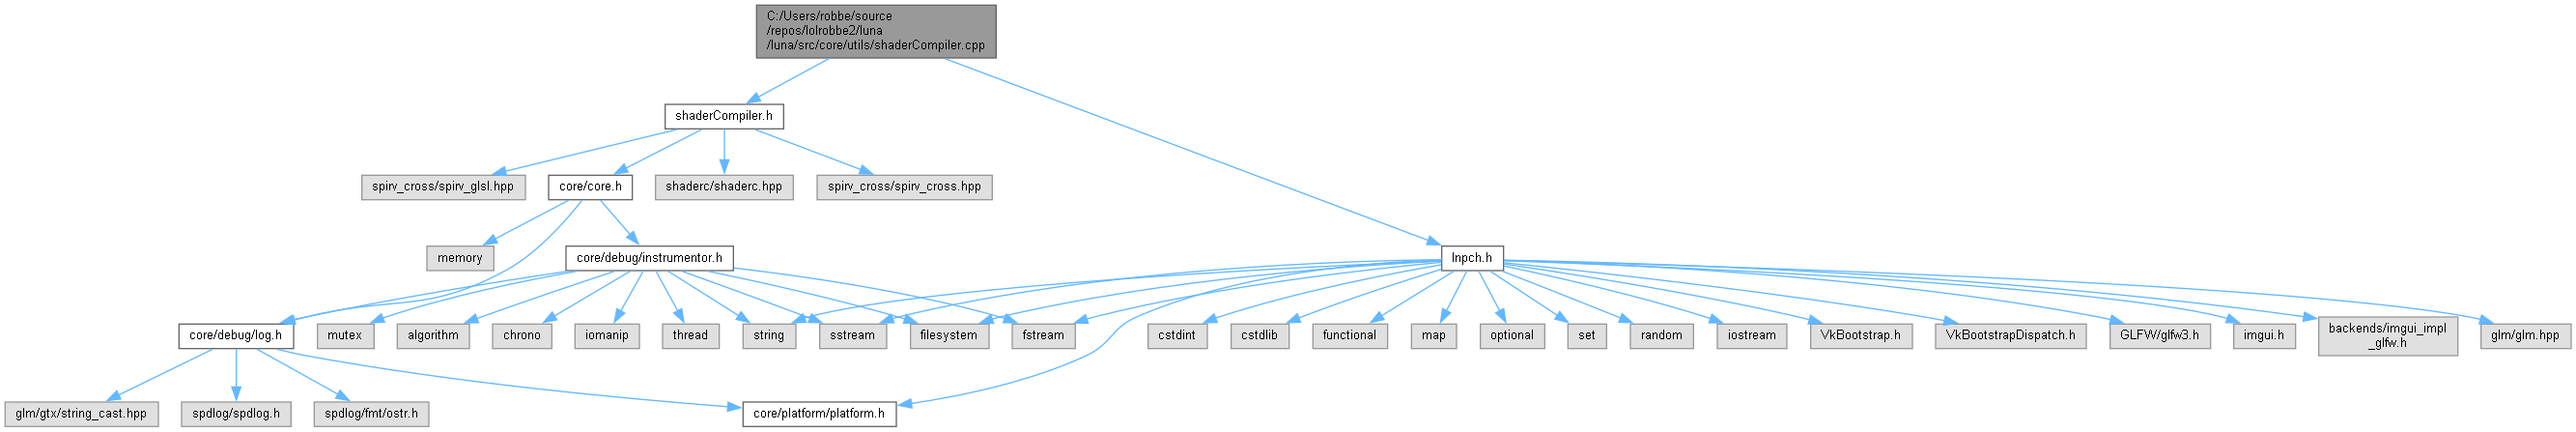 C:/Users/robbe/source
/repos/lolrobbe2/luna
/luna/src/core/utils/shaderCompiler.cpp
shaderCompiler.h
spirv_cross/spirv_glsl.hpp
core/core.h
shaderc/shaderc.hpp
spirv_cross/spirv_cross.hpp
memory
core/debug/instrumentor.h
lnpch.h
core/debug/log.h
mutex
algorithm
chrono
iomanip
thread
string
sstream
filesystem
fstream
cstdint
cstdlib
functional
map
optional
set
random
iostream
VkBootstrap.h
VkBootstrapDispatch.h
GLFW/glfw3.h
imgui.h
backends/imgui_impl
_glfw.h
glm/glm.hpp
glm/gtx/string_cast.hpp
spdlog/spdlog.h
spdlog/fmt/ostr.h
core/platform/platform.h